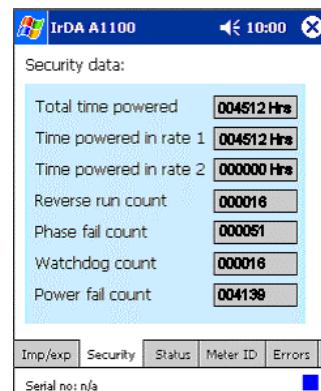 IrDA A1100 10:00
Security data:
Total time powered 004512 Hrs
Time powered in rate 1 004512 Hrs
Time powered in rate 2 000000 Hrs
Reverse run count 000016
Phase fail count 000051
Watchdog count 000016
Power fail count 004139
Imp/exp Security Status Meter ID Errors
Serial no: n/a